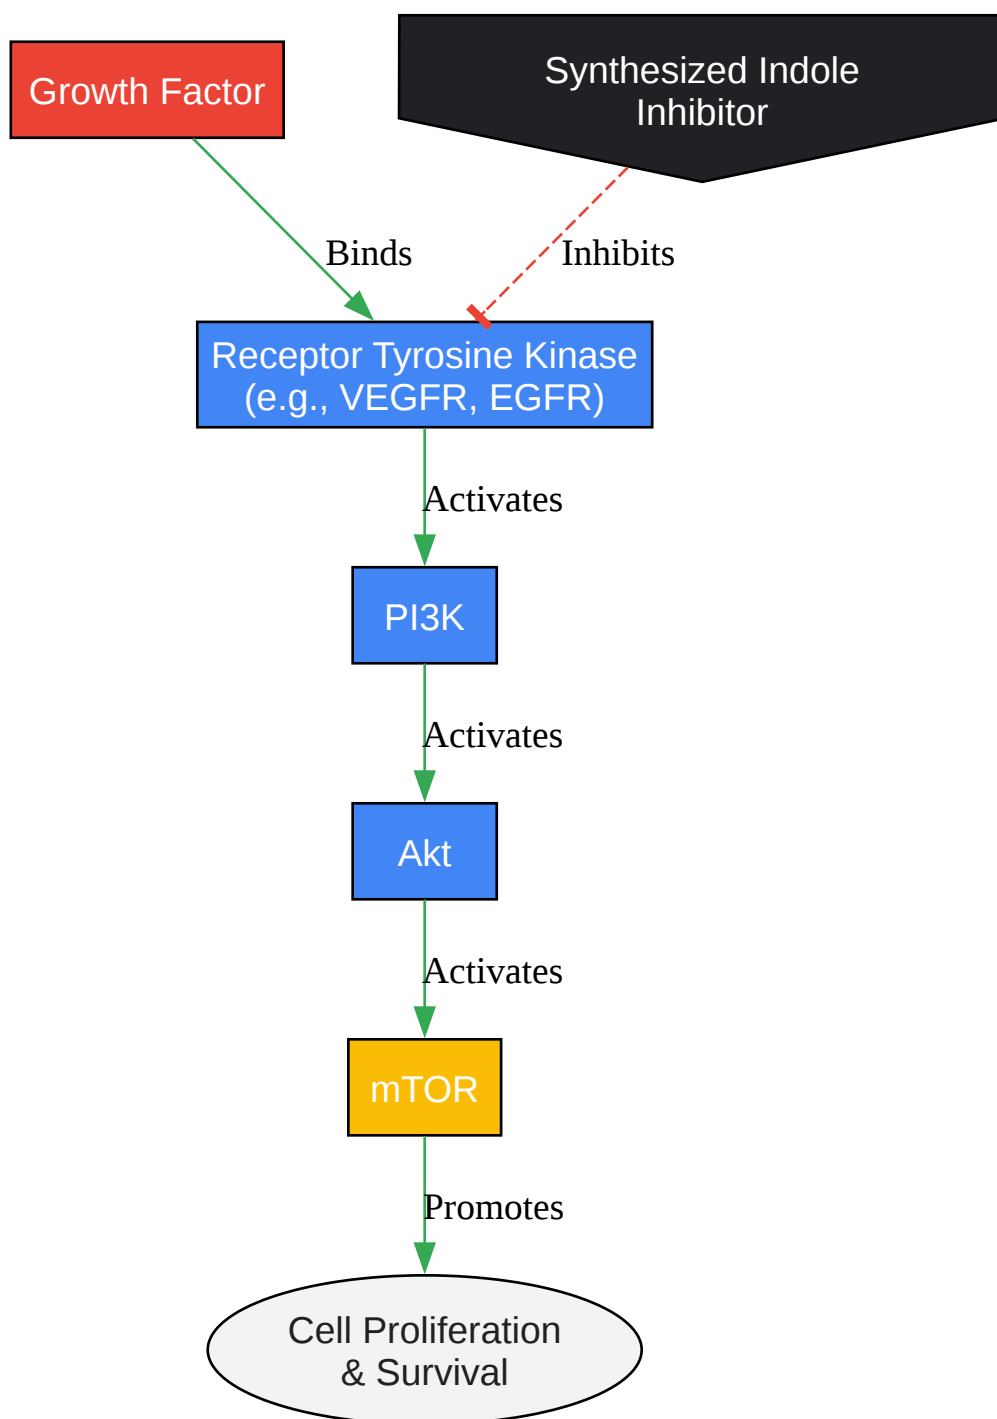 Growth Factor
Synthesized Indole
Inhibitor
Binds
Inhibits
Receptor Tyrosine Kinase
(e.g., VEGFR, EGFR)
Activates
PI3K
Activates
Akt
Activates
mTOR
Promotes
Cell Proliferation
& Survival